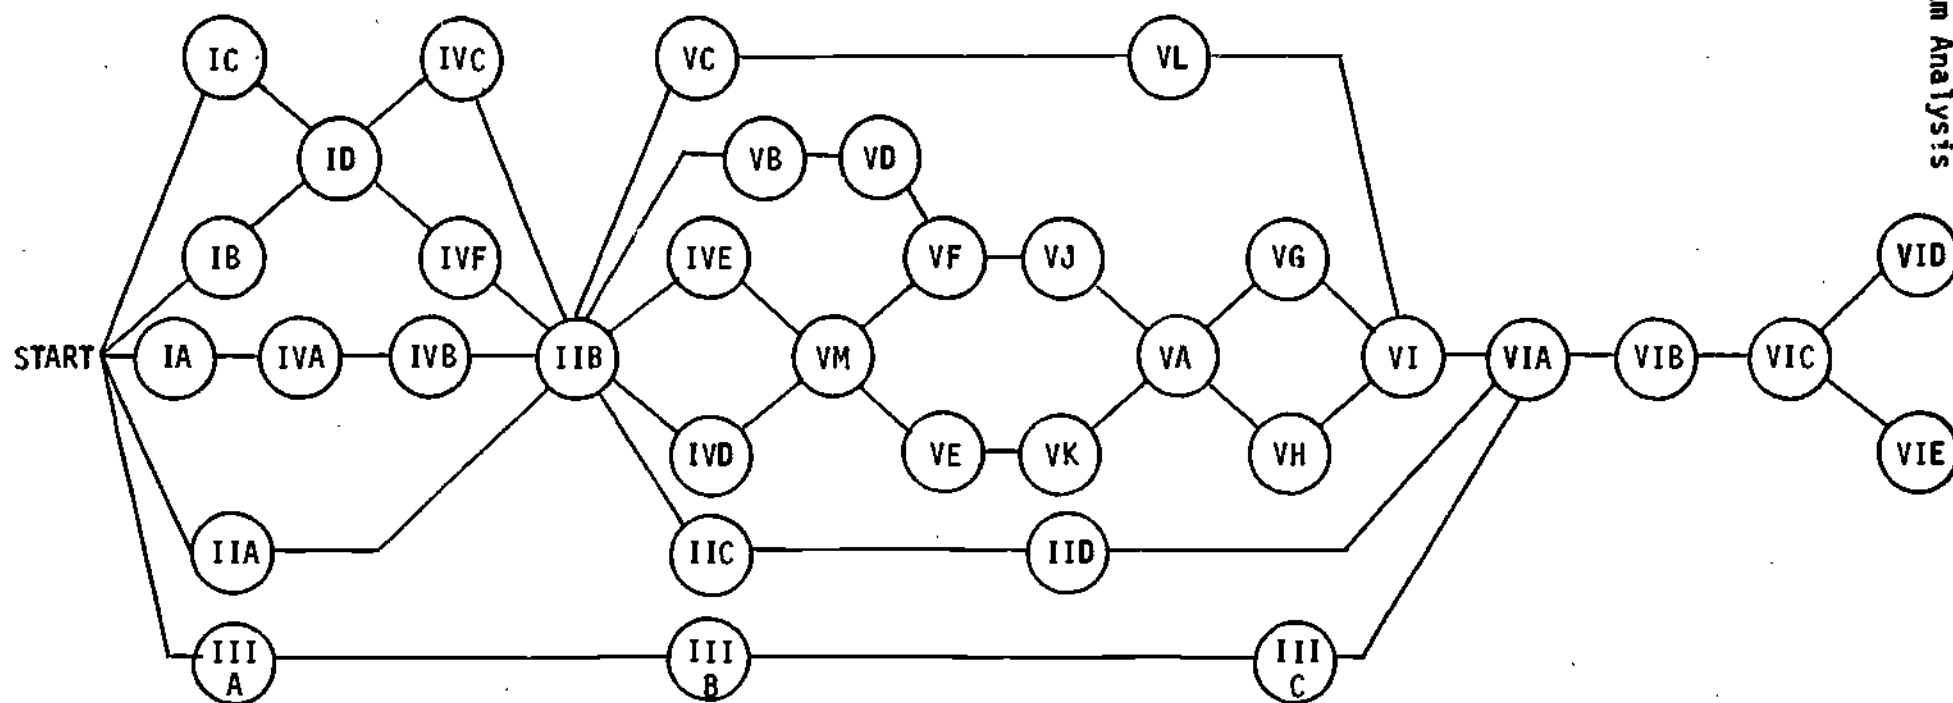 m Analysis
IC
IVC
VC
VL
ID
VB
VD
IB
IVF
IVE
VF
VJ
VG
VID
START
IA
IVA
IVB
IIB
VM
VA
VI
VIA
VIB
VIC
IVD
VE
VK
VH
VIE
IIA
IIC
IID
III
A
III
B
III
C